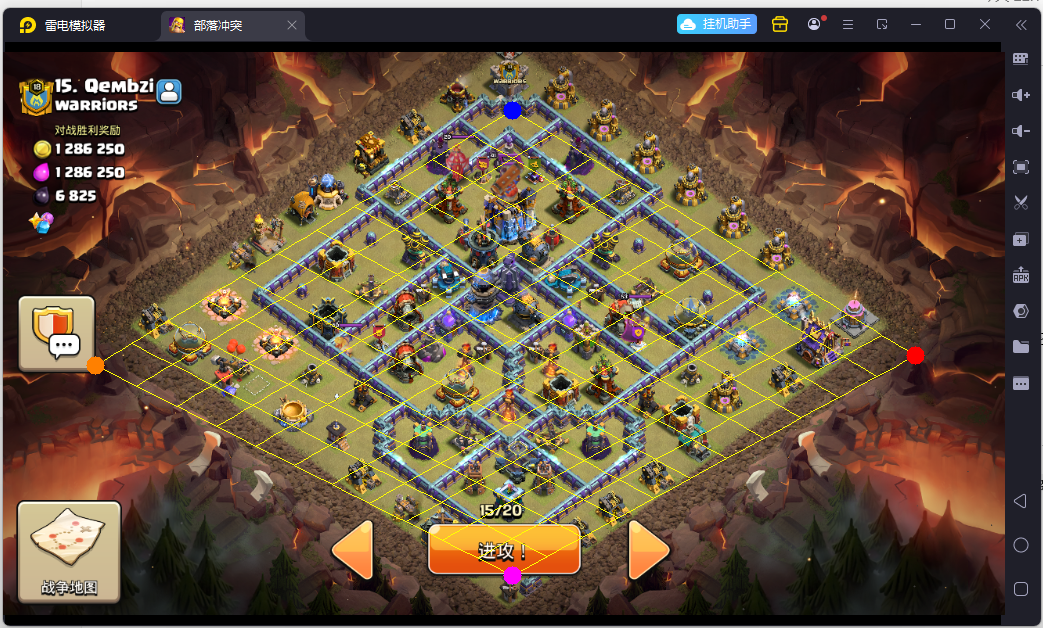 雷电模拟器
部落冲突
挂机助手
18
15. Qembzi
WARRIORS
对战胜利奖励
1 286 250
1 286 250
6 825
WARRIORS
15/20
进攻！
战争地图